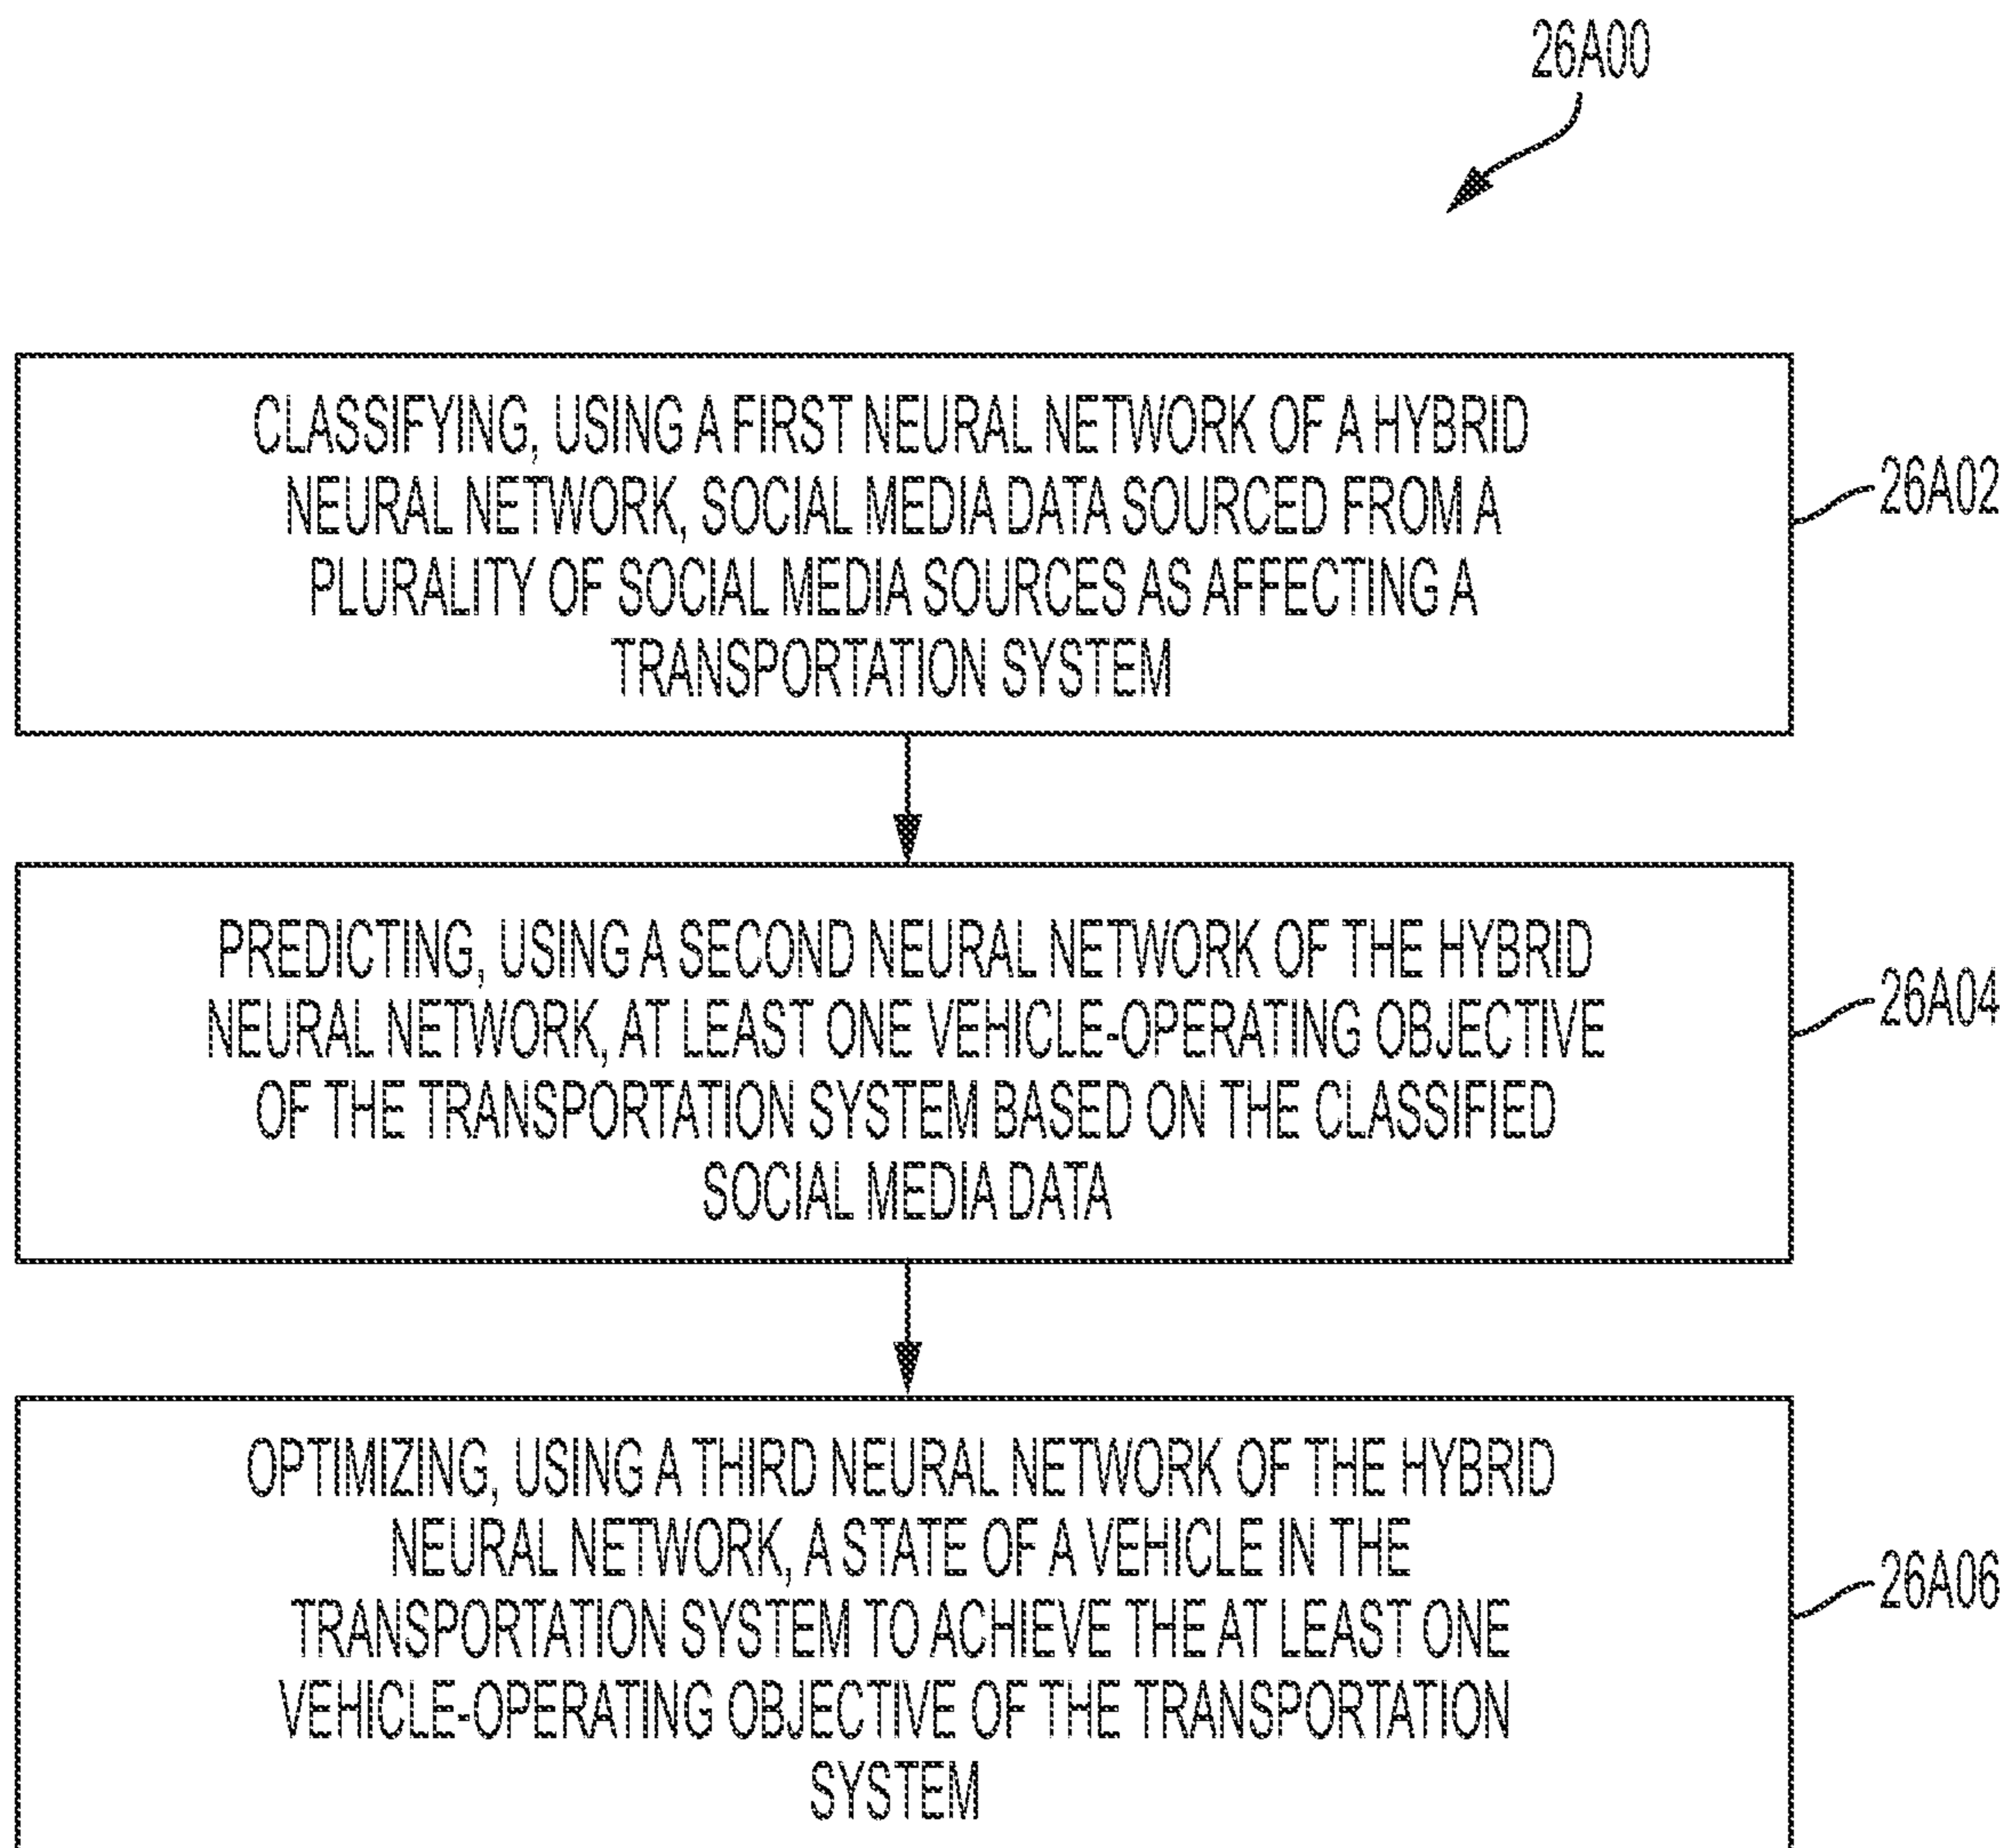 26A00
CLASSIFYING, USING A FIRST NEURAL NETWORK OF A HYBRID
NEURAL NETWORK, SOCIAL MEDIA DATA SOURCED FROM A
PLURALITY OF SOCIAL MEDIA SOURCES AS AFFECTING A
TRANSPORTATION SYSTEM
26A02
PREDICTING, USING A SECOND NEURAL NETWORK OF THE HYBRID
NEURAL NETWORK, AT LEAST ONE VEHICLE-OPERATING OBJECTIVE
OF THE TRANSPORTATION SYSTEM BASED ON THE CLASSIFIED
SOCIAL MEDIA DATA
26A04
OPTIMIZING, USING A THIRD NEURAL NETWORK OF THE HYBRID
NEURAL NETWORK, A STATE OF A VEHICLE IN THE
TRANSPORTATION SYSTEM TO ACHIEVE THE AT LEAST ONE
VEHICLE-OPERATING OBJECTIVE OF THE TRANSPORTATION
SYSTEM
26A06